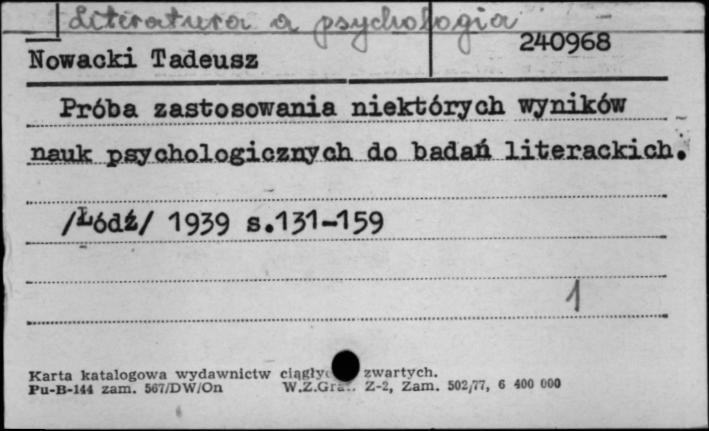 Literatura a psychologia
240968
Nowacki Tadeusz
Próba zastosowania niektórych wyników
nauk psychologicznych do badań literackich.
/Łódź/ 1939 s.131-159
1
Karta katalogowa wydawnictw zwartych.
Pu-B-144 zam. 567/DW/On W.Z.Graf. Z-2, Zam. 502/77, 6 400 000